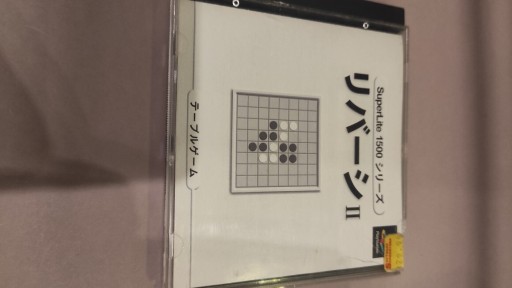 SuperLite 1500 シリーズ
リバーシII
テーブルゲーム